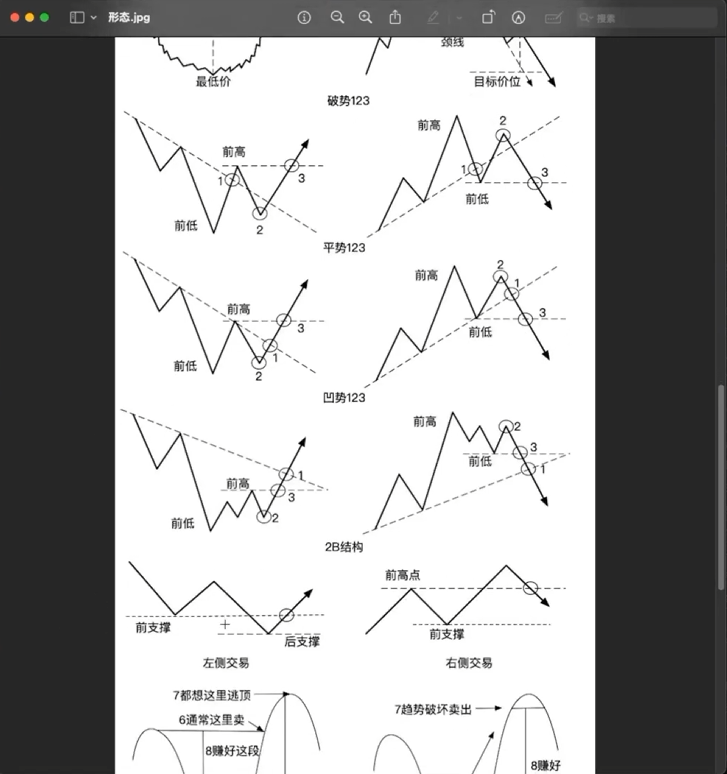 形态.jpg
搜索
颈线
最低价
目标价位
破势123
前高
1
3
前低
2
前高
2
1
3
前低
平势123
前高
3
1
前低
2
前高
2
1
3
前低
凹势123
前高
1
3
前低
2
前高
2
3
前低
1
2B结构
前支撑
后支撑
前高点
前支撑
左侧交易
右侧交易
7都想这里逃顶
6通常这里卖
8赚好这段
7趋势破坏卖出
8赚好